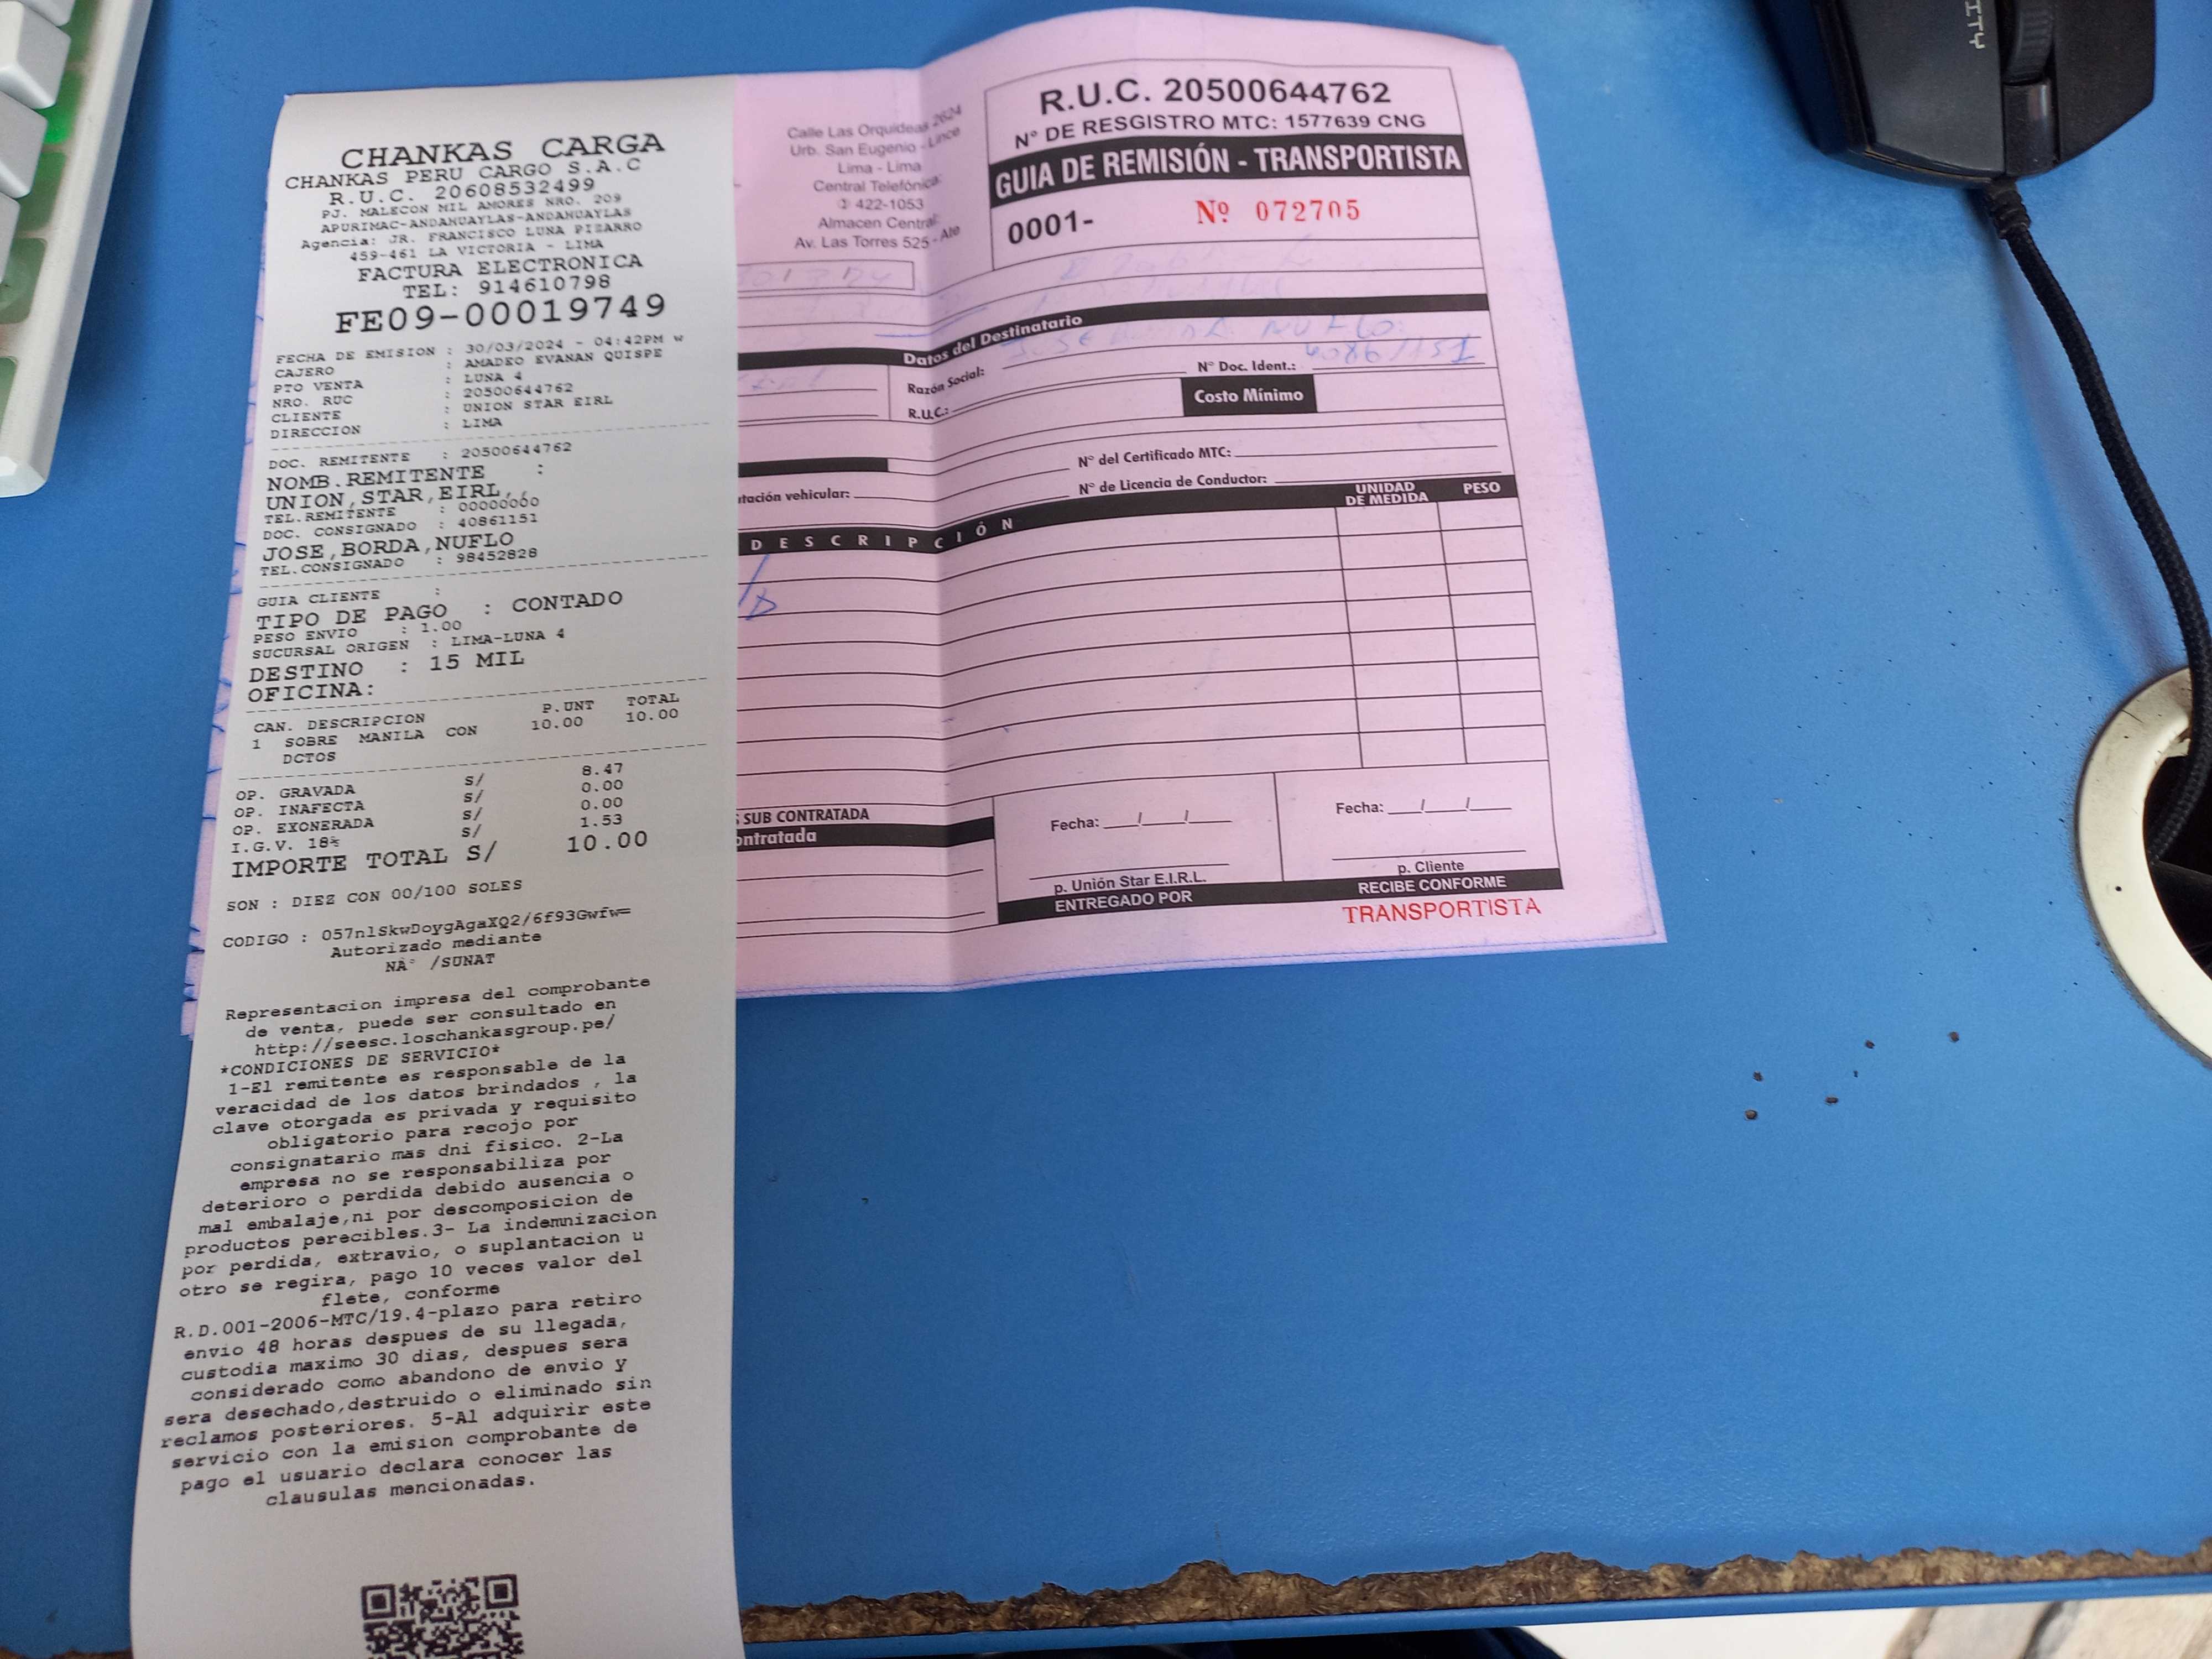 CHANKAS CARGA
CHANKAS PERU CARGO S.A.C
R.U.C. 20608532499
PJ. MALECON MIL AMORES NRO. 209
APURIMAC-ANDAHUAYLAS-ANDAHUAYLAS
Agencia: JR. FRANCISCO LUNA PIZARRO
459-461 LA VICTORIA - LIMA
FACTURA ELECTRONICA
TEL: 914610798
FE09-00019749
FECHA DE EMISION : 30/03/2024 - 04:42PM w
CAJERO : AMADEO EVANAN QUISPE
PTO VENTA : LUNA 4
NRO. RUC : 20500644762
CLIENTE : UNION STAR EIRL
DIRECCION : LIMA
DOC. REMITENTE : 20500644762
NOMB.REMITENTE :
UNION,STAR,EIRL,,
TEL.REMITENTE : 00000000
DOC. CONSIGNADO : 40861151
JOSE,BORDA,NUFLO
TEL.CONSIGNADO : 98452828
GUIA CLIENTE :
TIPO DE PAGO : CONTADO
PESO ENVIO : 1.00
SUCURSAL ORIGEN : LIMA-LUNA 4
DESTINO : 15 MIL
OFICINA:
CAN. DESCRIPCION P.UNT TOTAL
1 SOBRE MANILA CON 10.00 10.00
DCTOS
OP. GRAVADA S/ 8.47
OP. INAFECTA S/ 0.00
OP. EXONERADA S/ 0.00
I.G.V. 18% S/ 1.53
IMPORTE TOTAL S/ 10.00
SON : DIEZ CON 00/100 SOLES
CODIGO : 057nlSkwDoygAgaXQ2/6f93Gwfw=
Autorizado mediante
NA° /SUNAT
Representacion impresa del comprobante
de venta, puede ser consultado en
http://seesc.loschankasgroup.pe/
*CONDICIONES DE SERVICIO*
1-El remitente es responsable de la
veracidad de los datos brindados , la
clave otorgada es privada y requisito
obligatorio para recojo por
consignatario mas dni fisico. 2-La
empresa no se responsabiliza por
deterioro o perdida debido ausencia o
mal embalaje,ni por descomposicion de
productos perecibles.3- La indemnizacion
por perdida, extravio, o suplantacion u
otro se regira, pago 10 veces valor del
flete, conforme
R.D.001-2006-MTC/19.4-plazo para retiro
envio 48 horas despues de su llegada,
custodia maximo 30 dias, despues sera
considerado como abandono de envio y
sera desechado,destruido o eliminado sin
reclamos posteriores. 5-Al adquirir este
servicio con la emision comprobante de
pago el usuario declara conocer las
clausulas mencionadas.
Calle Las Orquideas 2624
Urb. San Eugenio - Lince
Lima - Lima
Central Telefónica:
422-1053
Almacen Central:
Av. Las Torres 525 - Ate
R.U.C. 20500644762
Nº DE RESGISTRO MTC: 1577639 CNG
GUIA DE REMISIÓN - TRANSPORTISTA
0001- Nº 072705
Datos del Destinatario
Razón Social: NUFLO
Nº Doc. Ident.: 40861151
R.U.C.:
Costo Mínimo
Nº del Certificado MTC:
tación vehicular:
Nº de Licencia de Conductor:
DESCRIPCIÓN UNIDAD DE MEDIDA PESO
SUB CONTRATADA
ontratada
Fecha: __/__/__
p. Unión Star E.I.R.L.
ENTREGADO POR
Fecha: __/__/__
p. Cliente
RECIBE CONFORME
TRANSPORTISTA
ITY